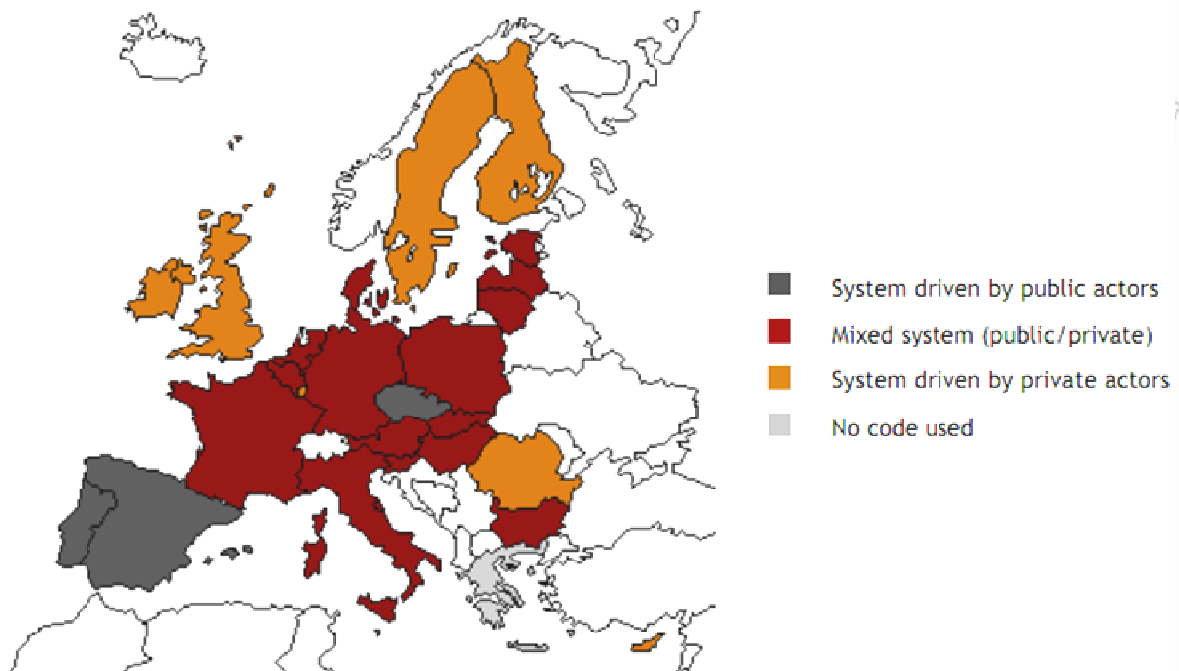 System driven by public actors
Mixed system (public/private)
System driven by private actors
No code used